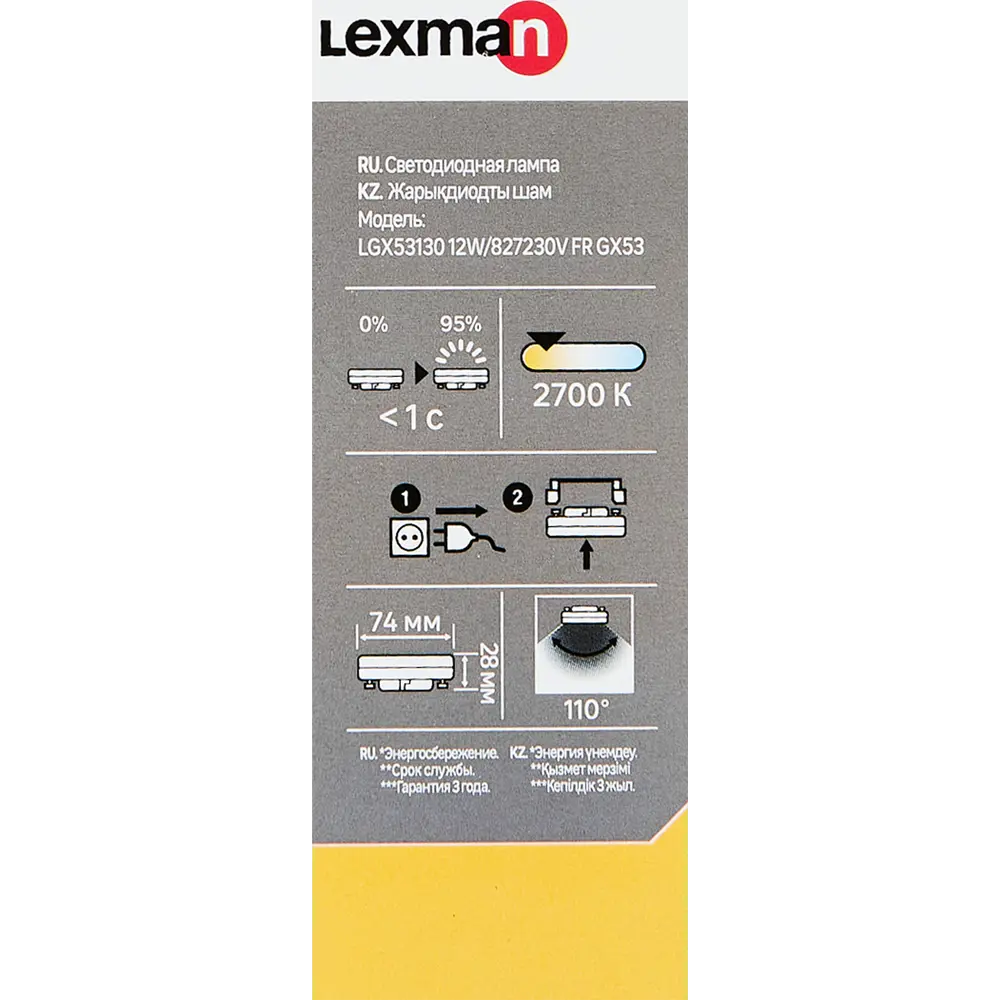 Lexman
RU. Светодиодная лампа
KZ. Жарықдиодты шам
Модель:
LGX53130 12W/827230V FR GX53
0%
95%
< 1 с
2700 К
1
2
74 мм
28 мм
110°
RU. *Энергосбережение.
**Срок службы.
***Гарантия 3 года.
KZ. *Энергия үнемдеу.
**Қызмет мерзімі
***Кепілдік 3 жыл.